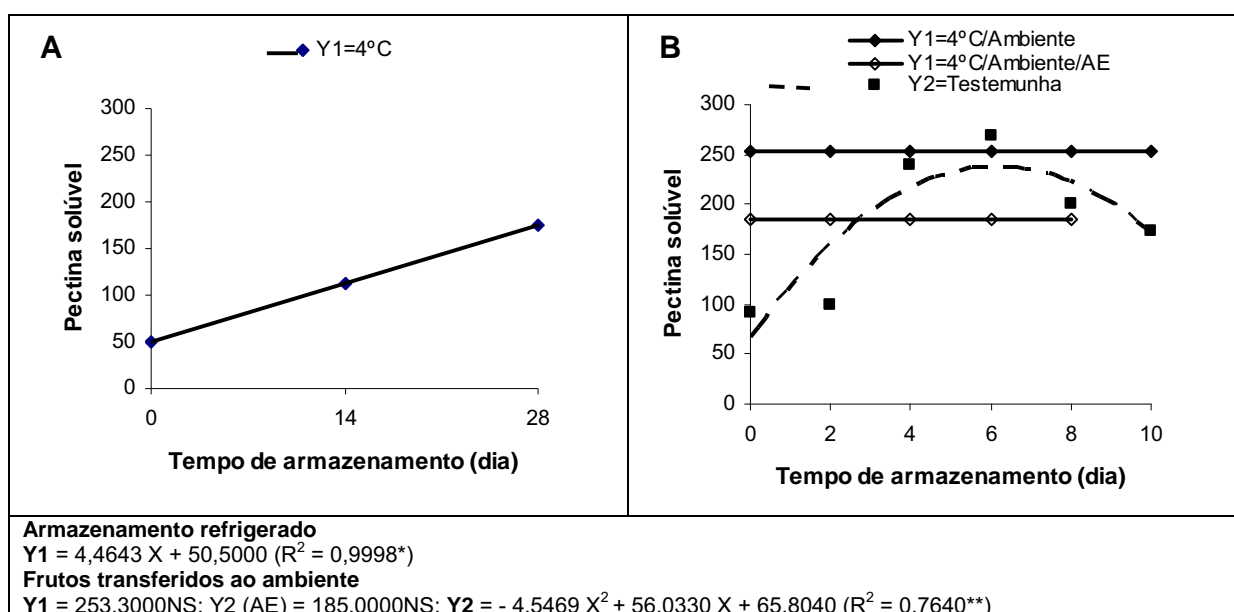 A
Y1=4ºC
300
250
200
150
100
50
0
Pectina solúvel
0 14 28
Tempo de armazenamento (dia)
B
Y1=4ºC/Ambiente
Y1=4ºC/Ambiente/AE
Y2=Testemunha
300
250
200
150
100
50
0
Pectina solúvel
0 2 4 6 8 10
Tempo de armazenamento (dia)
Armazenamento refrigerado
Y1 = 4,4643 X + 50,5000 (R² = 0,9998*)
Frutos transferidos ao ambiente
Y1 = 253,3000NS; Y2 (AE) = 185,0000NS; Y2 = - 4,5469 X² + 56,0330 X + 65,8040 (R² = 0,7640**)